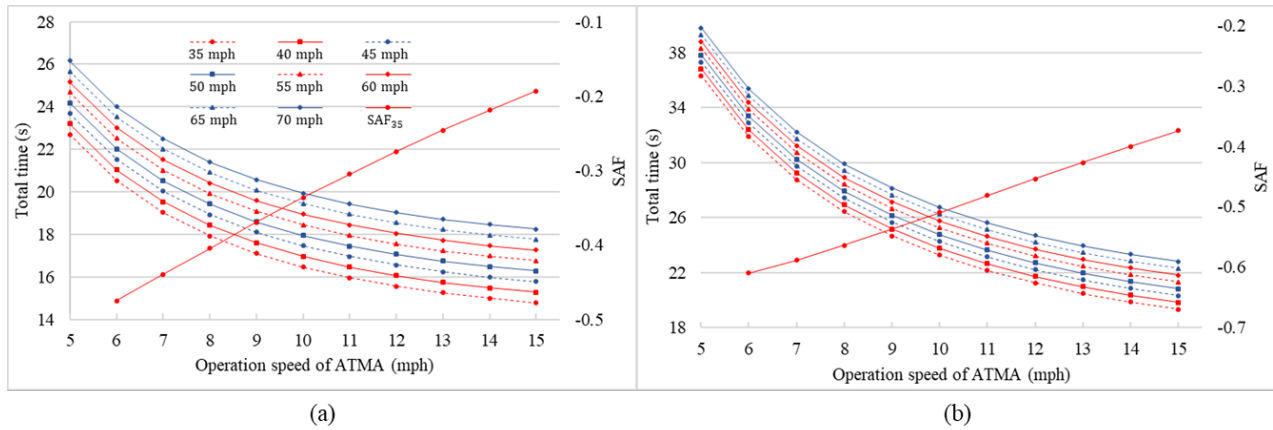 28
26
24
22
20
18
16
14
Total time (s)
35 mph 40 mph 45 mph
50 mph 55 mph 60 mph
65 mph 70 mph SAF₃₅
-0.1
-0.2
-0.3
-0.4
-0.5
SAF
5 6 7 8 9 10 11 12 13 14 15
Operation speed of ATMA (mph)
(a)
38
34
30
26
22
18
Total time (s)
-0.2
-0.3
-0.4
-0.5
-0.6
-0.7
SAF
5 6 7 8 9 10 11 12 13 14 15
Operation speed of ATMA (mph)
(b)